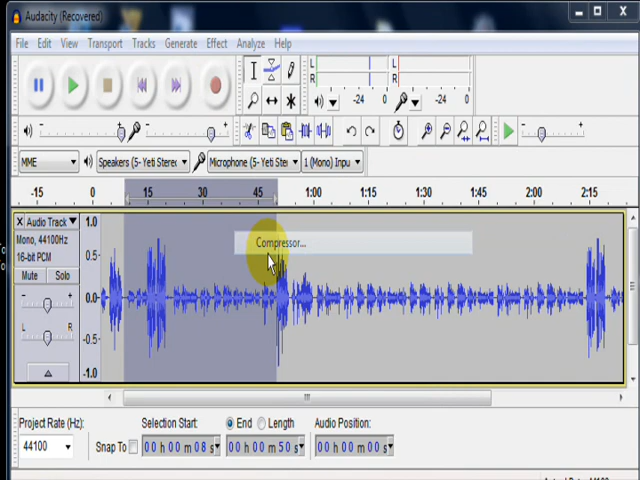 Audacity (Recovered)
File Edit View Transport Tracks Generate Effect Analyze Help
L
R
-24 0
L
R
-24 0
MME Speakers (5- Yeti Stere Microphone (5- Yeti Stere 1 (Mono) Inpu
-15 0 15 30 45 1:00 1:15 1:30 1:45 2:00 2:15
Audio Track
Mono, 44100Hz
16-bit PCM
Mute Solo
- +
L R
1.0
0.5
0.0
-0.5
-1.0
Compressor...
Project Rate (Hz): Selection Start: End Length Audio Position:
44100 Snap To 00 h 00 m 08 s 00 h 00 m 50 s 00 h 00 m 00 s